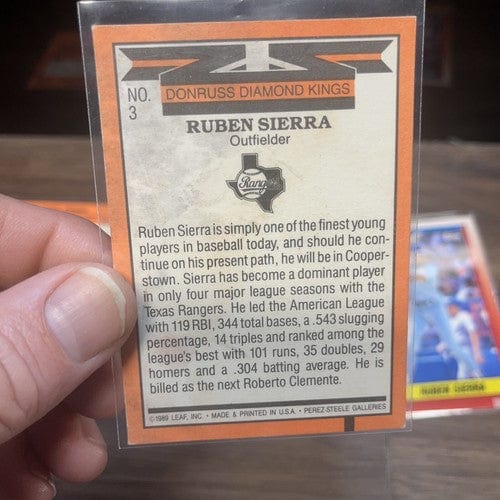 NO.
3
DONRUSS DIAMOND KINGS
RUBEN SIERRA
Outfielder
Rangers
Ruben Sierra is simply one of the finest young
players in baseball today, and should he con-
tinue on his present path, he will be in Cooper-
stown. Sierra has become a dominant player
in only four major league seasons with the
Texas Rangers. He led the American League
with 119 RBI, 344 total bases, a .543 slugging
percentage, 14 triples and ranked among the
league's best with 101 runs, 35 doubles, 29
homers and a .304 batting average. He is
billed as the next Roberto Clemente.
©1989 LEAF, INC. • MADE & PRINTED IN U.S.A. • PEREZ-STEELE GALLERIES
RUBEN SIERRA